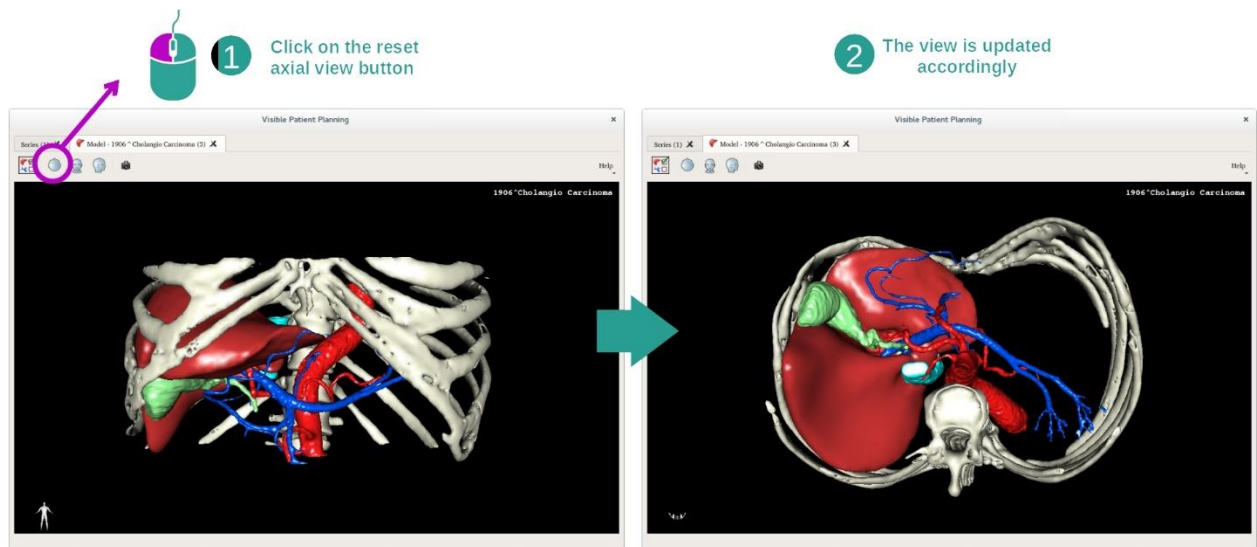 1
Click on the reset
axial view button
2
The view is updated
accordingly
Visible Patient Planning
Model - 1906 ^ Cholangio Carcinoma (3)
Help
1906^Cholangio Carcinoma
Visible Patient Planning
Series (1)
Model - 1906 ^ Cholangio Carcinoma (3)
Help
1906^Cholangio Carcinoma